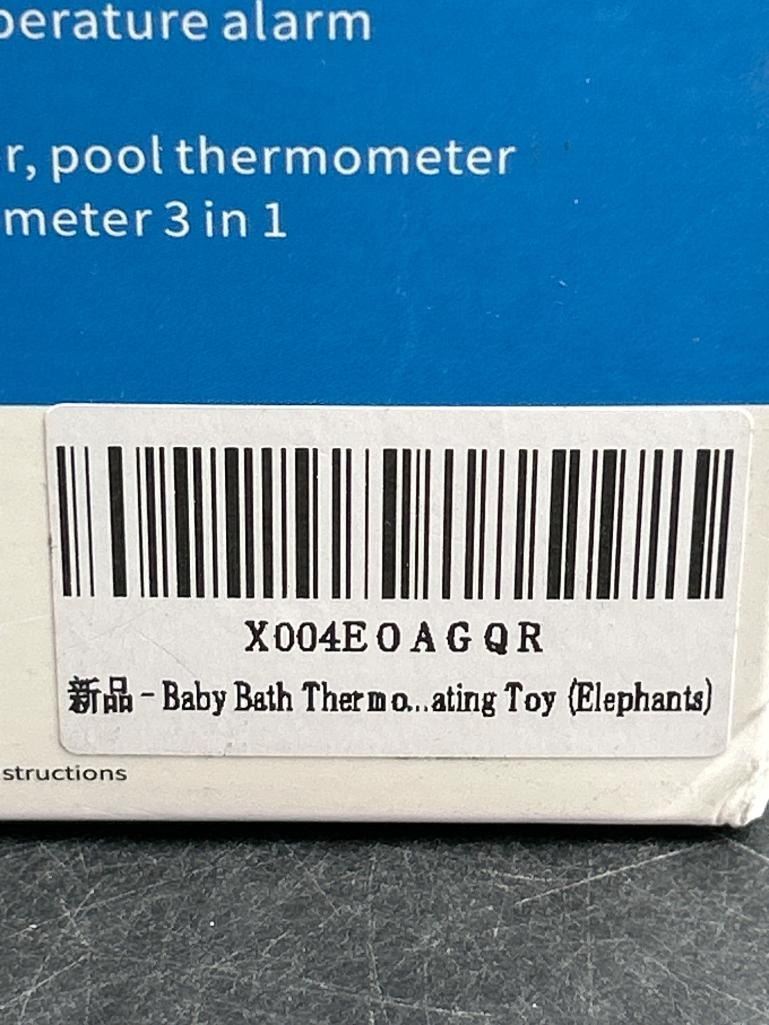 perature alarm
r, pool thermometer
meter 3 in 1
X004E0AGQR
新品 - Baby Bath Thermo...ating Toy (Elephants)
structions